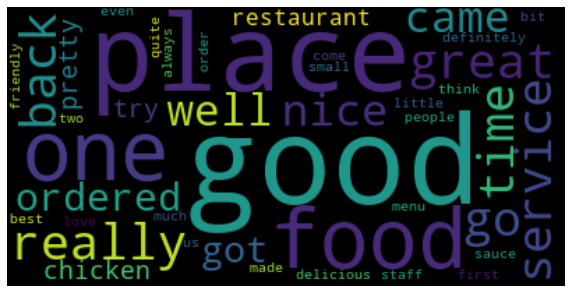 even
restaurant
came
bit
friendly
back
pretty
place
quite
always
order
come
small
definitely
great
two
try
well
nice
little
people
think
time
service
one
good
ordered
menu
best
love
much
us
food
go
really
got
sauce
chicken
made
delicious
staff
first